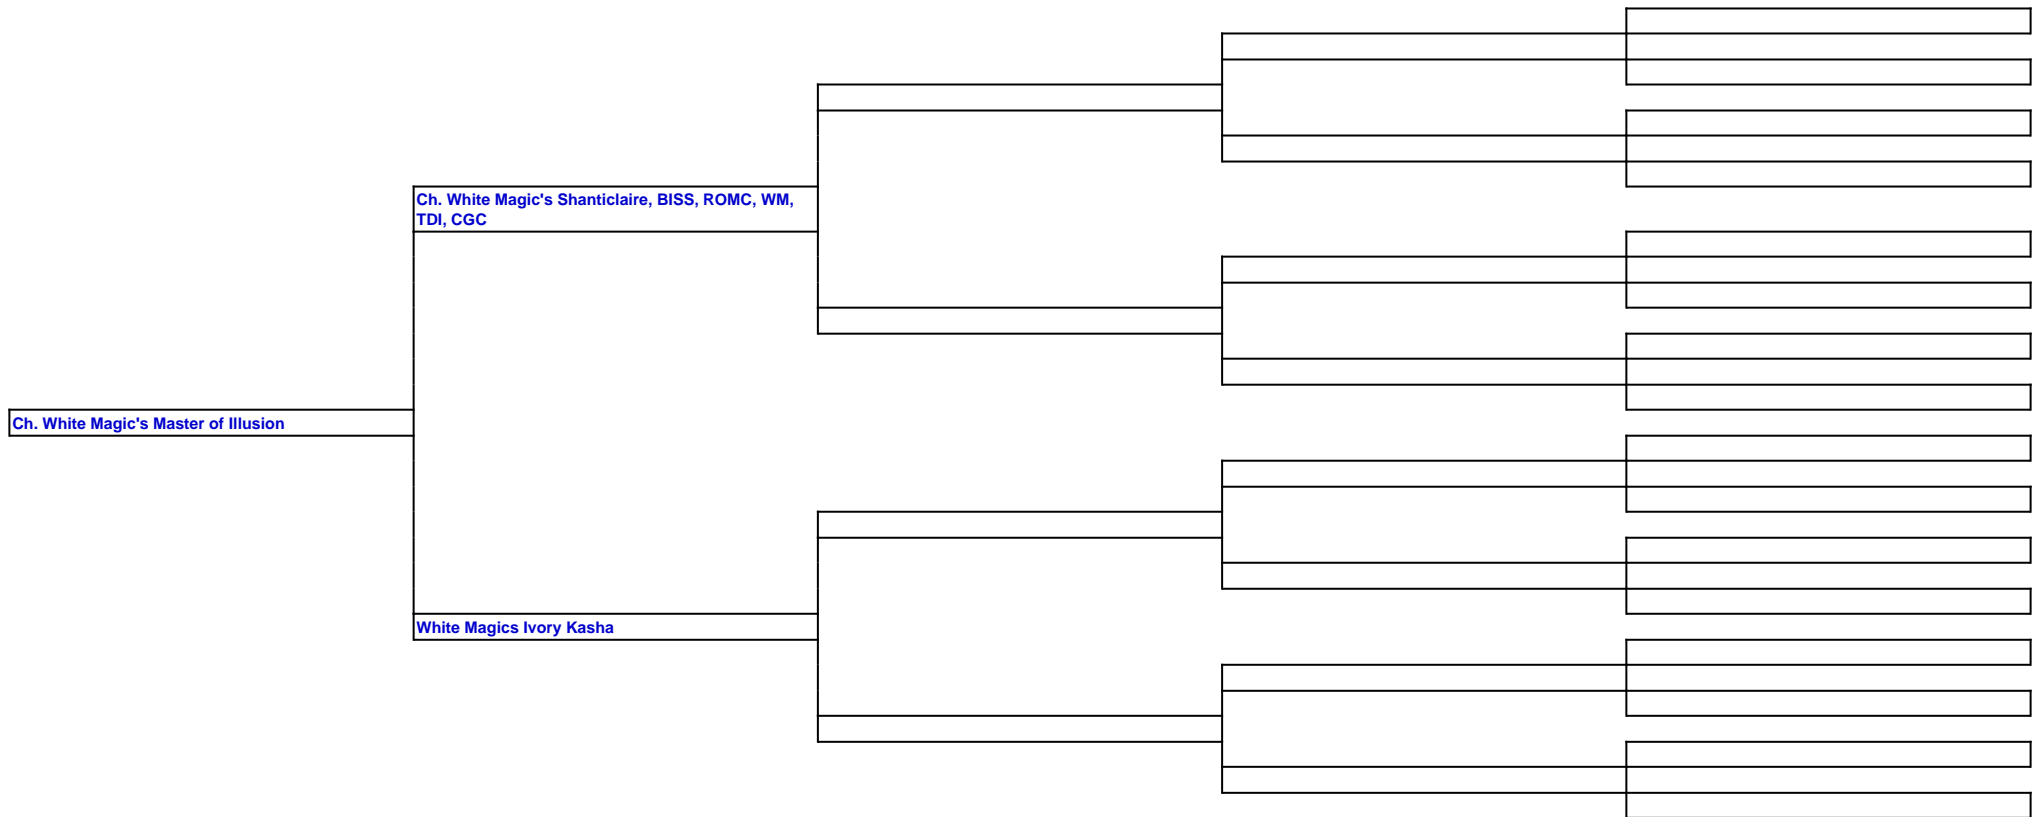 Ch. White Magic's Shanticlaire, BISS, ROMC, WM,
TDI, CGC
Ch. White Magic's Master of Illusion
White Magics Ivory Kasha